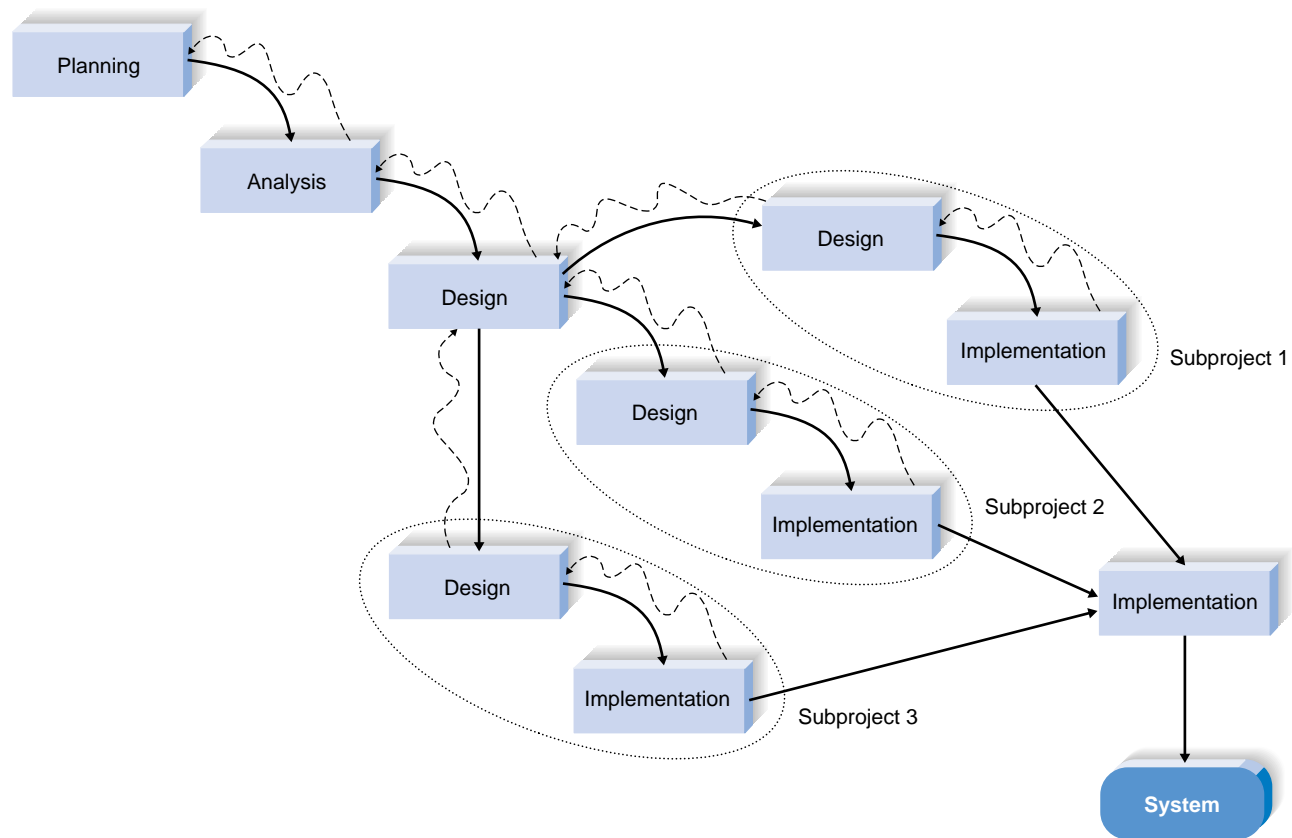 Planning
Analysis
Design
Design
Implementation
Subproject 1
Design
Implementation
Subproject 2
Design
Implementation
Subproject 3
Implementation
System